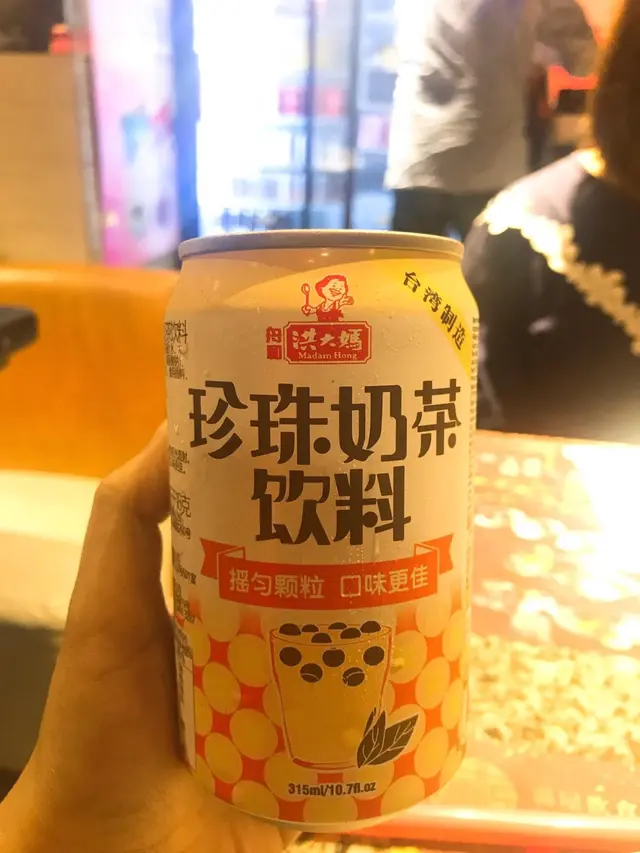 台湾制造
洪大媽
Madam Hong
珍珠奶茶
饮料
摇匀颗粒 口味更佳
315ml/10.7fl.oz